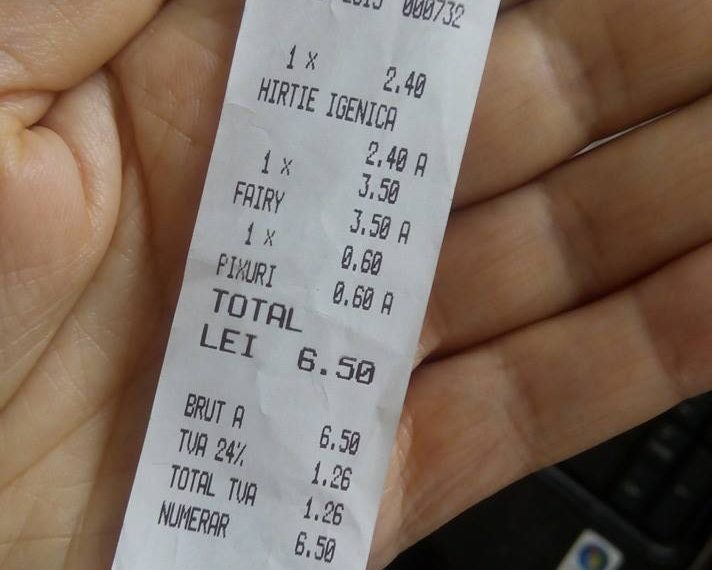 000732
1 X 2.40
HIRTIE IGENICA
2.40 A
1 X 3.50
FAIRY
3.50 A
1 X 0.60
PIXURI
0.60 A
TOTAL
LEI 6.50
BRUT A 6.50
TVA 24% 1.26
TOTAL TVA 1.26
NUMERAR 6.50